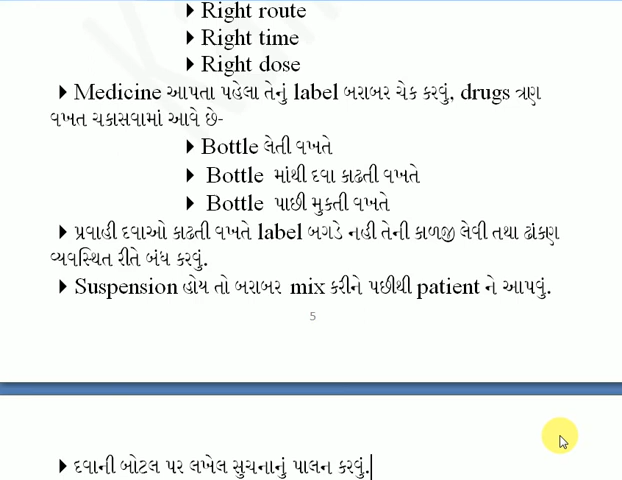 Right route
Right time
Right dose
Medicine આપતા પહેલા તેનું label બરાબર ચેક કરવું, drugs ત્રણ
વખત ચકાસવામાં આવે છે-
Bottle લેતી વખતે
Bottle માંથી દવા કાઢતી વખતે
Bottle પાછી મુકતી વખતે
પ્રવાહી દવાઓ કાઢતી વખતે label બગડે નહી તેની કાળજી લેવી તથા ઢાંકણ
વ્યવસ્થિત રીતે બંધ કરવું.
Suspension હોય તો બરાબર mix કરીને પછીથી patient ને આપવું.
5
દવાની બોટલ પર લખેલ સુચનાનું પાલન કરવું.